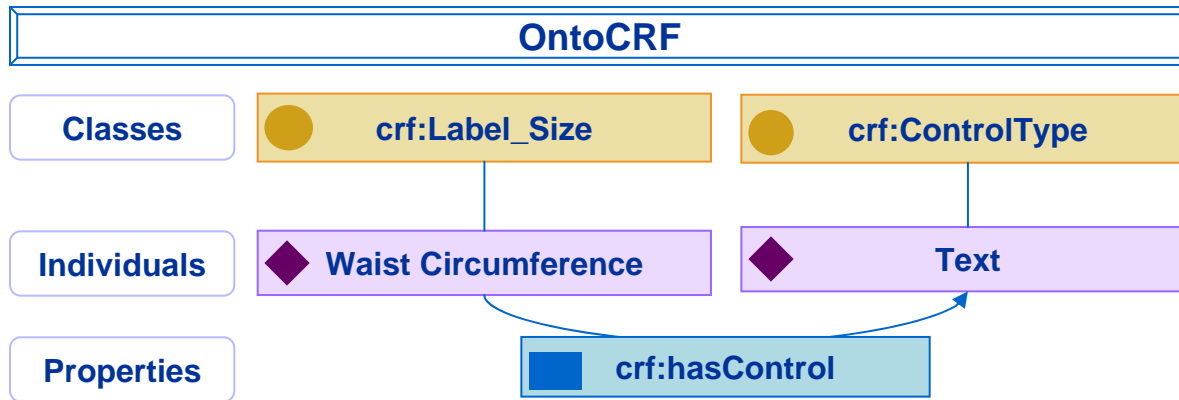 OntoCRF
Classes
crf:Label_Size
crf:ControlType
Individuals
Waist Circumference
Text
Properties
crf:hasControl